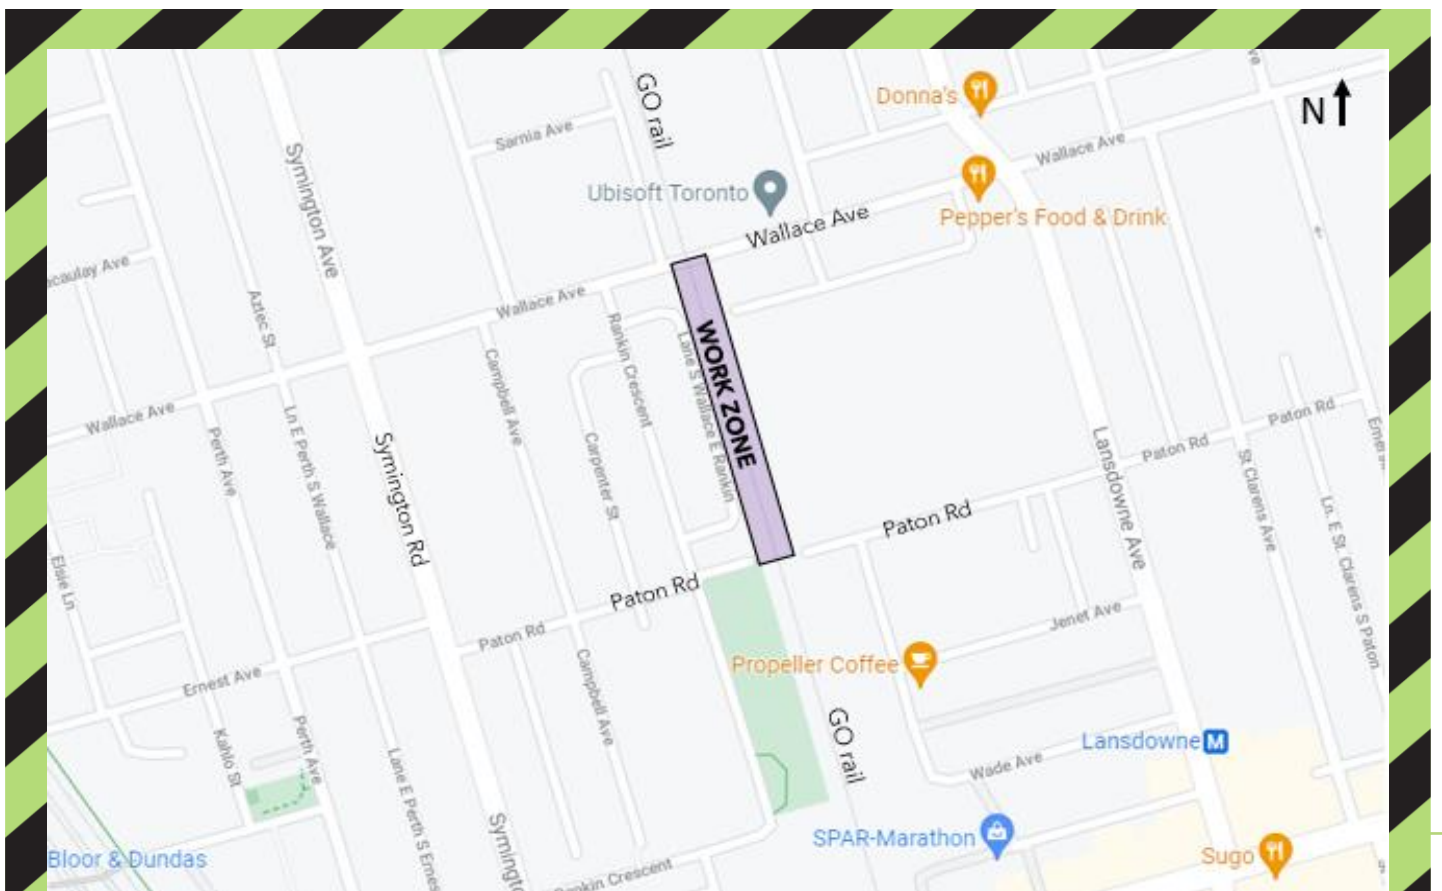 GO rail
Donna's
N
Sarnia Ave
Symington Ave
Wallace Ave
Ubisoft Toronto
Pepper's Food & Drink
Wallace Ave
caulay Ave
Aztec St
Wallace Ave
Rankin Crescent
WORK ZONE
Lane S Wallace E Rankin
Campbell Ave
Wallace Ave
Perth Ave
Ln E Perth S Wallace
Symington Rd
Carpenter St
Lansdowne Ave
Paton Rd
Paton Rd
St Clarens Ave
Ln. E St. Clarens S Paton
Paton Rd
Elsie Ln
Paton Rd
Paton Rd
Jenet Ave
Campbell Ave
Propeller Coffee
Ernest Ave
Kahlo St
Perth Ave
Lane E Perth S Ernes
GO rail
Lansdowne M
Wade Ave
SPAR-Marathon
Sugo
Bloor & Dundas
Symingt
Rankin Crescent